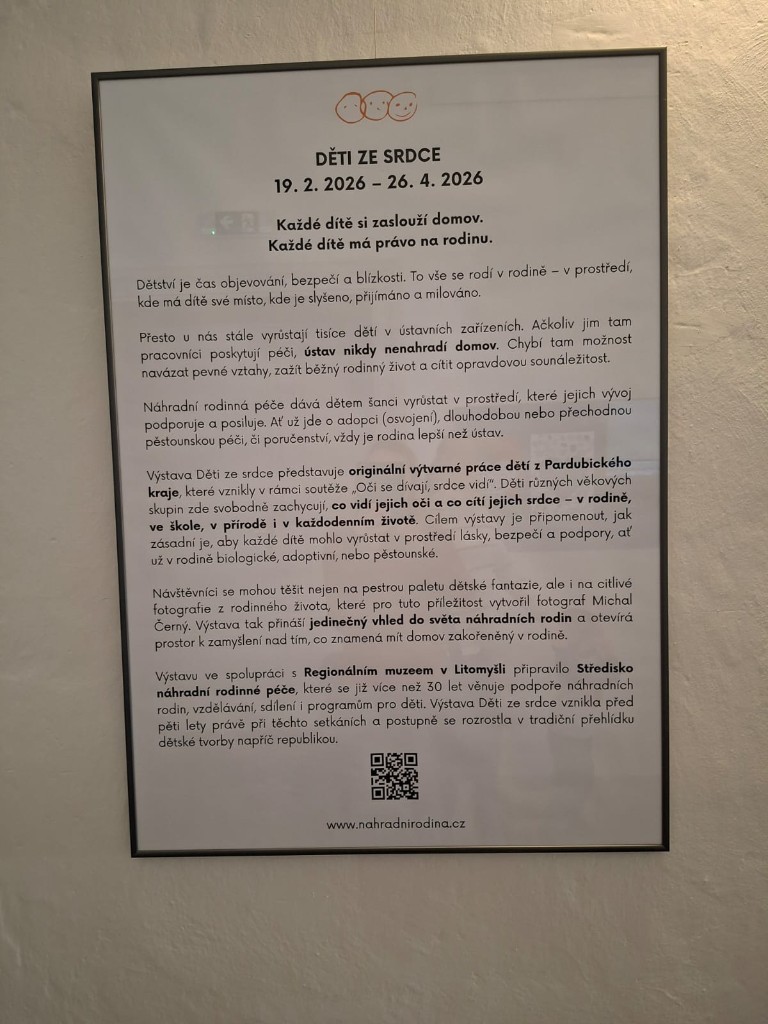 DĚTI ZE SRDCE
19. 2. 2026 – 26. 4. 2026
Každé dítě si zaslouží domov.
Každé dítě má právo na rodinu.
Dětství je čas objevování, bezpečí a blízkosti. To vše se rodí v rodině – v prostředí,
kde má dítě své místo, kde je slyšeno, přijímáno a milováno.
Přesto u nás stále vyrůstají tisíce dětí v ústavních zařízeních. Ačkoliv jim tam
pracovníci poskytují péči, ústav nikdy nenahradí domov. Chybí tam možnost
navázat pevné vztahy, zažít běžný rodinný život a cítit opravdovou sounáležitost.
Náhradní rodinná péče dává dětem šanci vyrůstat v prostředí, které jejich vývoj
podporuje a posiluje. Ať už jde o adopci (osvojení), dlouhodobou nebo přechodnou
pěstounskou péči, či poručenství, vždy je rodina lepší než ústav.
Výstava Děti ze srdce představuje originální výtvarné práce dětí z Pardubického
kraje, které vznikly v rámci soutěže „Oči se dívají, srdce vidí“. Děti různých věkových
skupin zde svobodně zachycují, co vidí jejich oči a co cítí jejich srdce – v rodině,
ve škole, v přírodě i v každodenním životě. Cílem výstavy je připomenout, jak
zásadní je, aby každé dítě mohlo vyrůstat v prostředí lásky, bezpečí a podpory, ať
už v rodině biologické, adoptivní, nebo pěstounské.
Návštěvníci se mohou těšit nejen na pestrou paletu dětské fantazie, ale i na citlivé
fotografie z rodinného života, které pro tuto příležitost vytvořil fotograf Michal
Černý. Výstava tak přináší jedinečný vhled do světa náhradních rodin a otevírá
prostor k zamyšlení nad tím, co znamená mít domov zakořeněný v rodině.
Výstavu ve spolupráci s Regionálním muzeem v Litomyšli připravilo Středisko
náhradní rodinné péče, které se již více než 30 let věnuje podpoře náhradních
rodin, vzdělávání, sdílení i programům pro děti. Výstava Děti ze srdce vznikla před
pěti lety právě při těchto setkáních a postupně se rozrostla v tradiční přehlídku
dětské tvorby napříč republikou.
www.nahradnirodina.cz